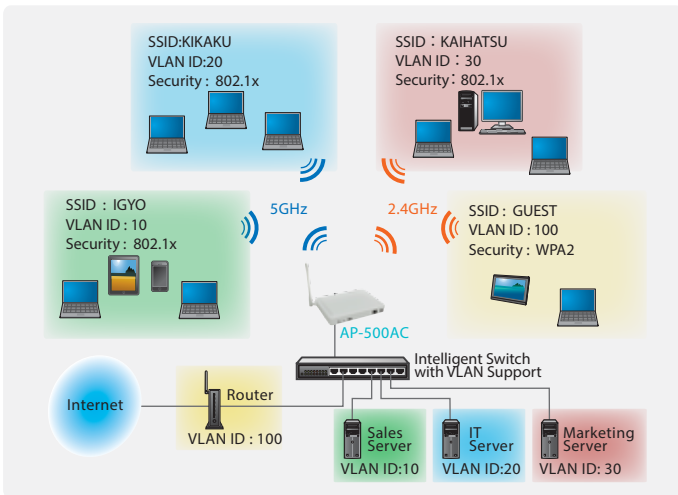 SSID:KIKAKU
VLAN ID:20
Security : 802.1x
SSID : KAIHATSU
VLAN ID : 30
Security : 802.1x
SSID : IGYO
VLAN ID : 10
Security : 802.1x
5GHz
2.4GHz
SSID : GUEST
VLAN ID : 100
Security : WPA2
AP-500AC
Intelligent Switch
with VLAN Support
Internet
Router
VLAN ID : 100
Sales
Server
VLAN ID:10
IT
Server
VLAN ID:20
Marketing
Server
VLAN ID: 30